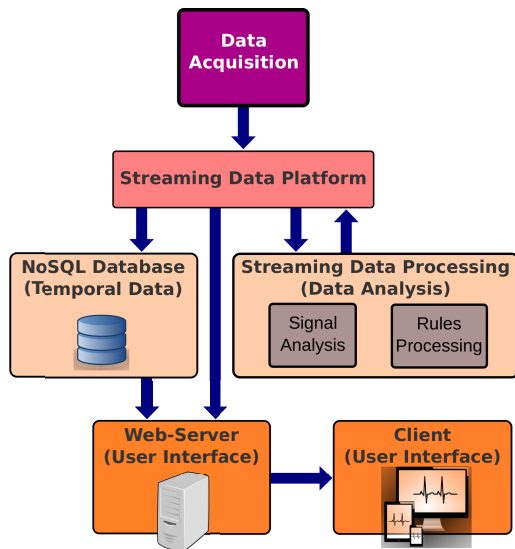 Data
Acquisition
Streaming Data Platform
NoSQL Database
(Temporal Data)
Streaming Data Processing
(Data Analysis)
Signal
Analysis
Rules
Processing
Web-Server
(User Interface)
Client
(User Interface)